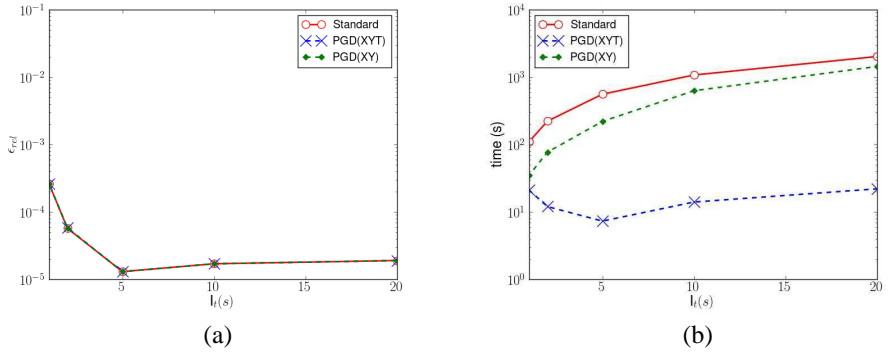 10⁰
10⁻¹
10⁻²
10⁻³
10⁻⁴
10⁻⁵
ϵ_rel
5
10
15
20
l_t(s)
Standard
PGD(XYT)
PGD(XY)
(a)
10⁴
10³
10²
10¹
10⁰
time (s)
5
10
15
20
l_t(s)
Standard
PGD(XYT)
PGD(XY)
(b)